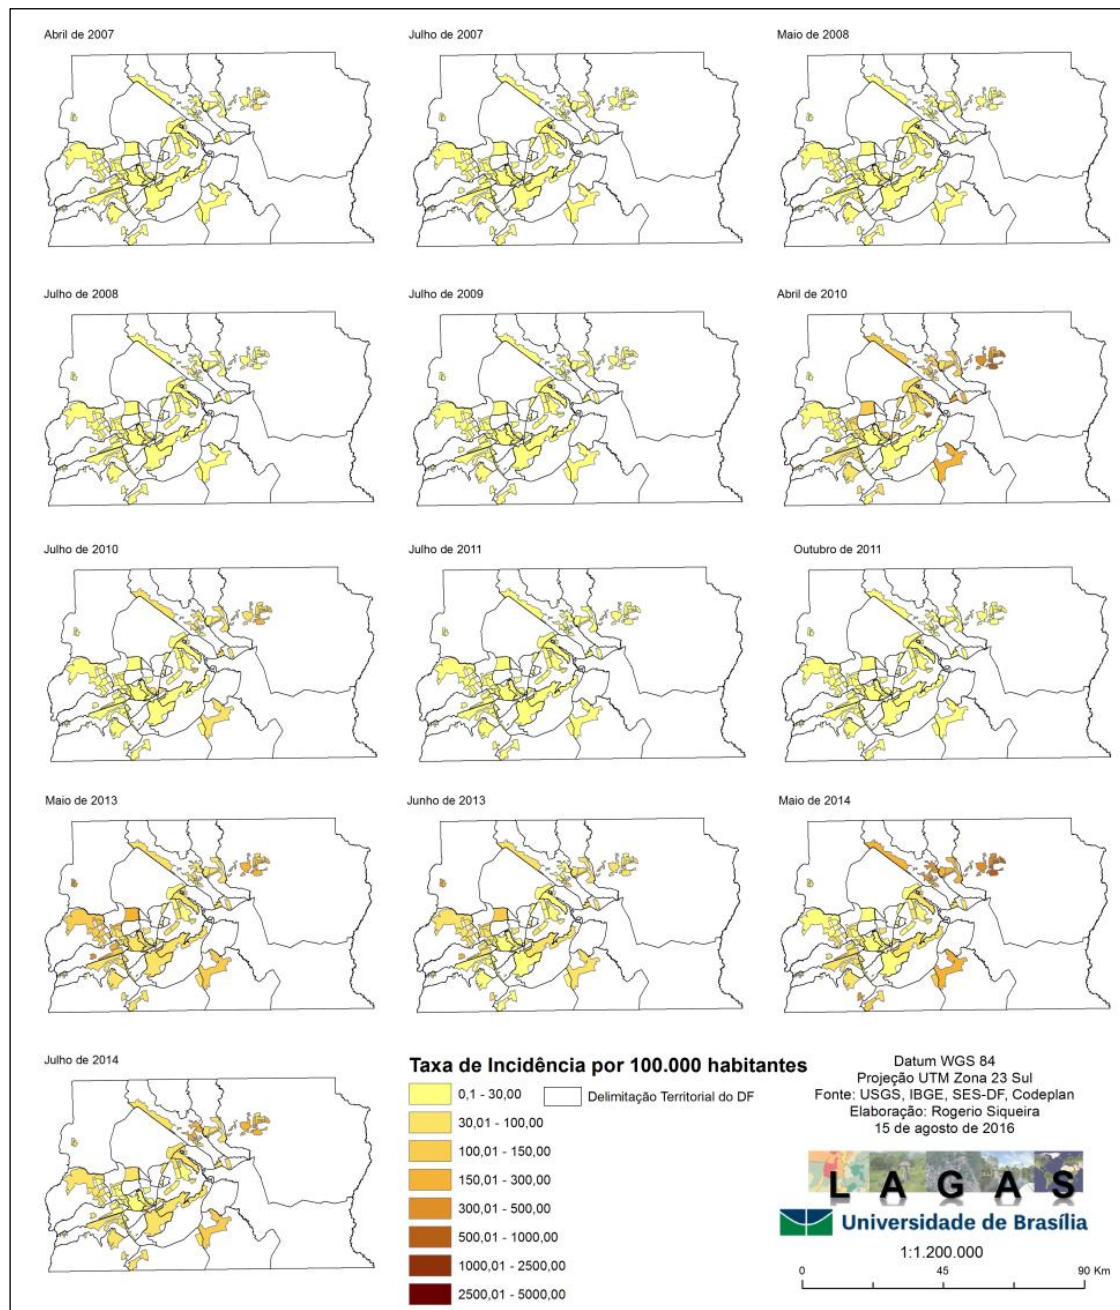 Abril de 2007
Julho de 2007
Maio de 2008
Julho de 2008
Julho de 2009
Abril de 2010
Julho de 2010
Julho de 2011
Outubro de 2011
Maio de 2013
Junho de 2013
Maio de 2014
Julho de 2014
Taxa de Incidência por 100.000 habitantes
0,1 - 30,00
Delimitação Territorial do DF
30,01 - 100,00
100,01 - 150,00
150,01 - 300,00
300,01 - 500,00
500,01 - 1000,00
1000,01 - 2500,00
2500,01 - 5000,00
Datum WGS 84
Projeção UTM Zona 23 Sul
Fonte: USGS, IBGE, SES-DF, Codeplan
Elaboração: Rogerio Siqueira
15 de agosto de 2016
L A G A S
Universidade de Brasília
1:1.200.000
0 45 90 Km